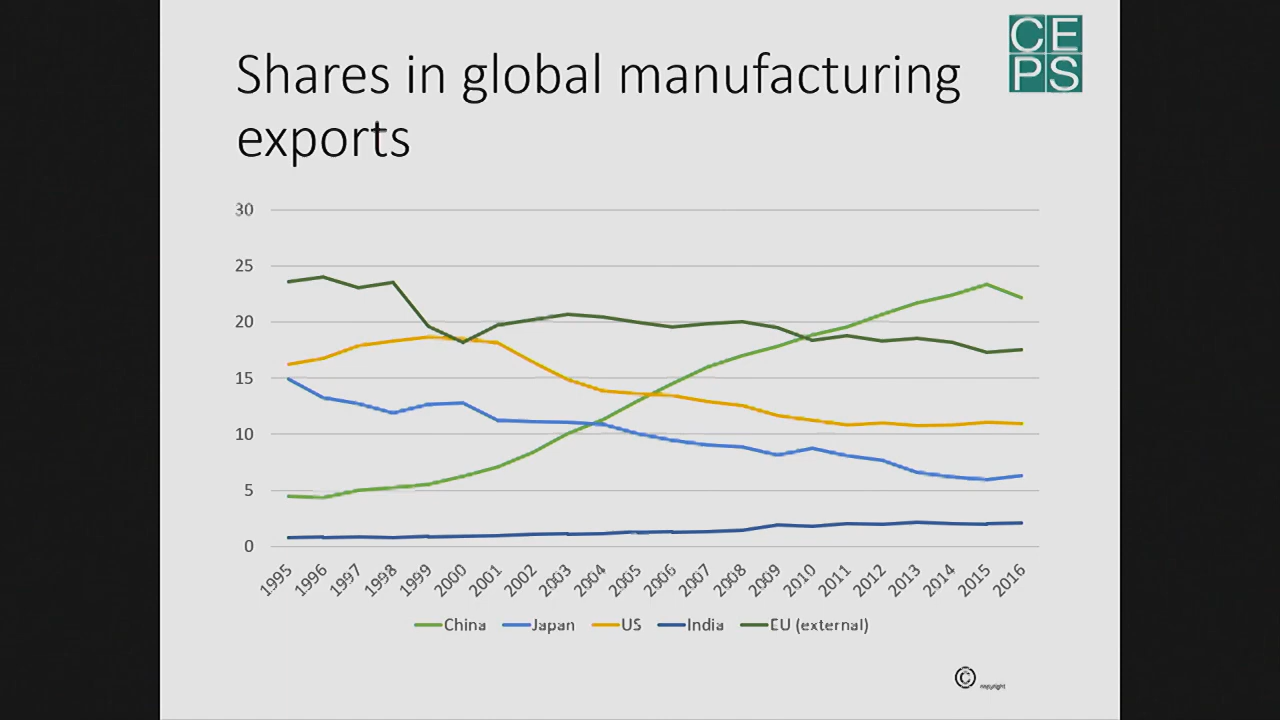 Shares in global manufacturing
exports
CE
PS
30
25
20
15
10
5
0
1995 1996 1997 1998 1999 2000 2001 2002 2003 2004 2005 2006 2007 2008 2009 2010 2011 2012 2013 2014 2015 2016
China Japan US India EU (external)
© copyright